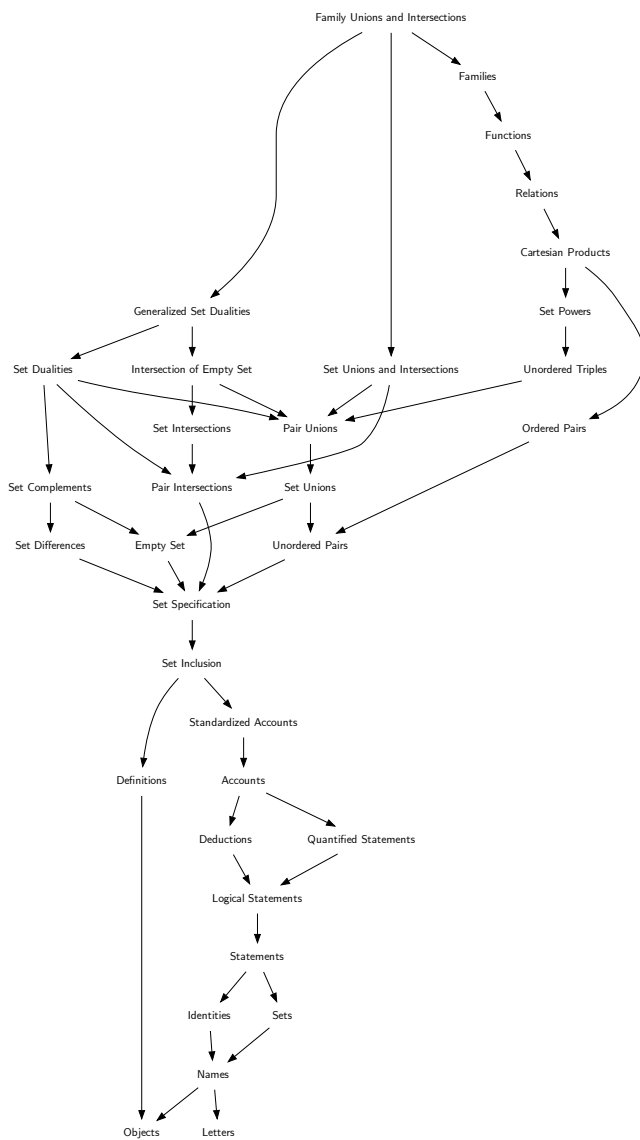 Family Unions and Intersections
Families
Functions
Relations
Cartesian Products
Generalized Set Dualities
Set Powers
Set Dualities
Intersection of Empty Set
Set Unions and Intersections
Unordered Triples
Set Intersections
Pair Unions
Ordered Pairs
Set Complements
Pair Intersections
Set Unions
Set Differences
Empty Set
Unordered Pairs
Set Specification
Set Inclusion
Standardized Accounts
Definitions
Accounts
Deductions
Quantified Statements
Logical Statements
Statements
Identities
Sets
Names
Objects
Letters